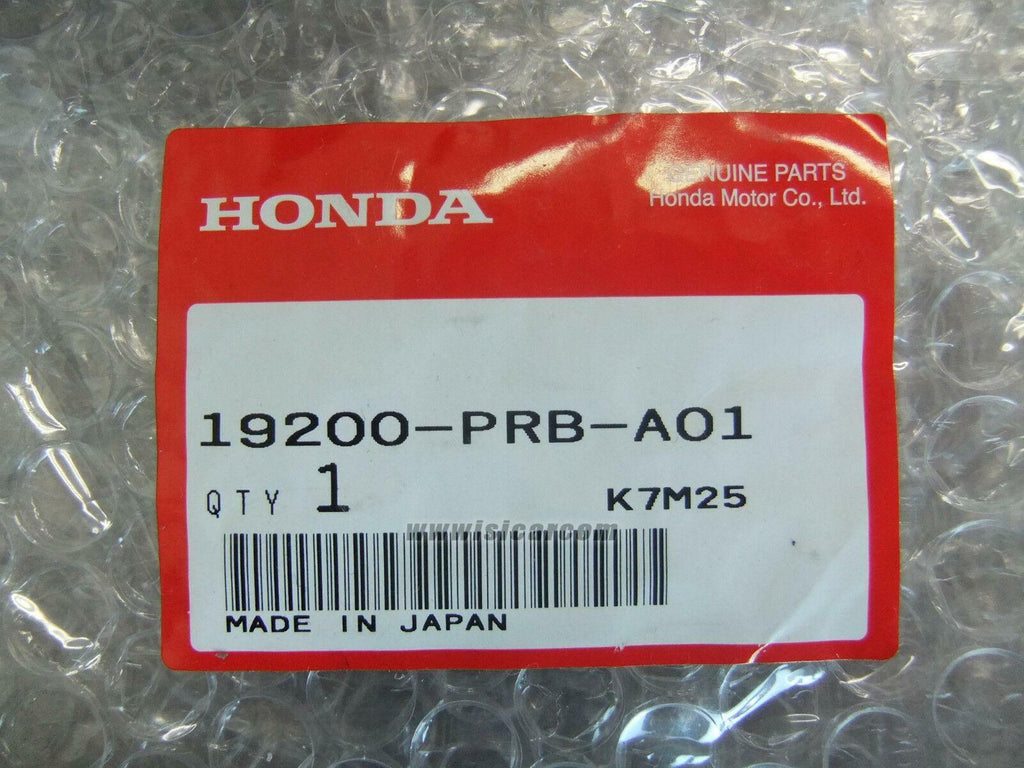 HONDA
GENUINE PARTS
Honda Motor Co., Ltd.
19200-PRB-A01
QTY 1 K7M25
www.isicar.com
MADE IN JAPAN